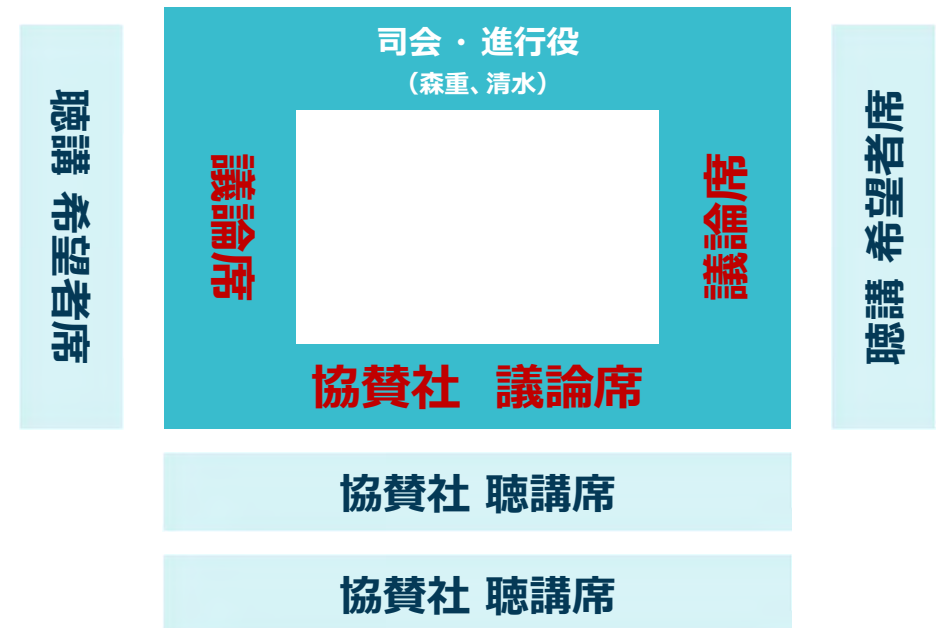 司会 ・ 進行役
（森重、清水）
聴講 希望者席
議論席
議論席
聴講 希望者席
協賛社 議論席
協賛社 聴講席
協賛社 聴講席